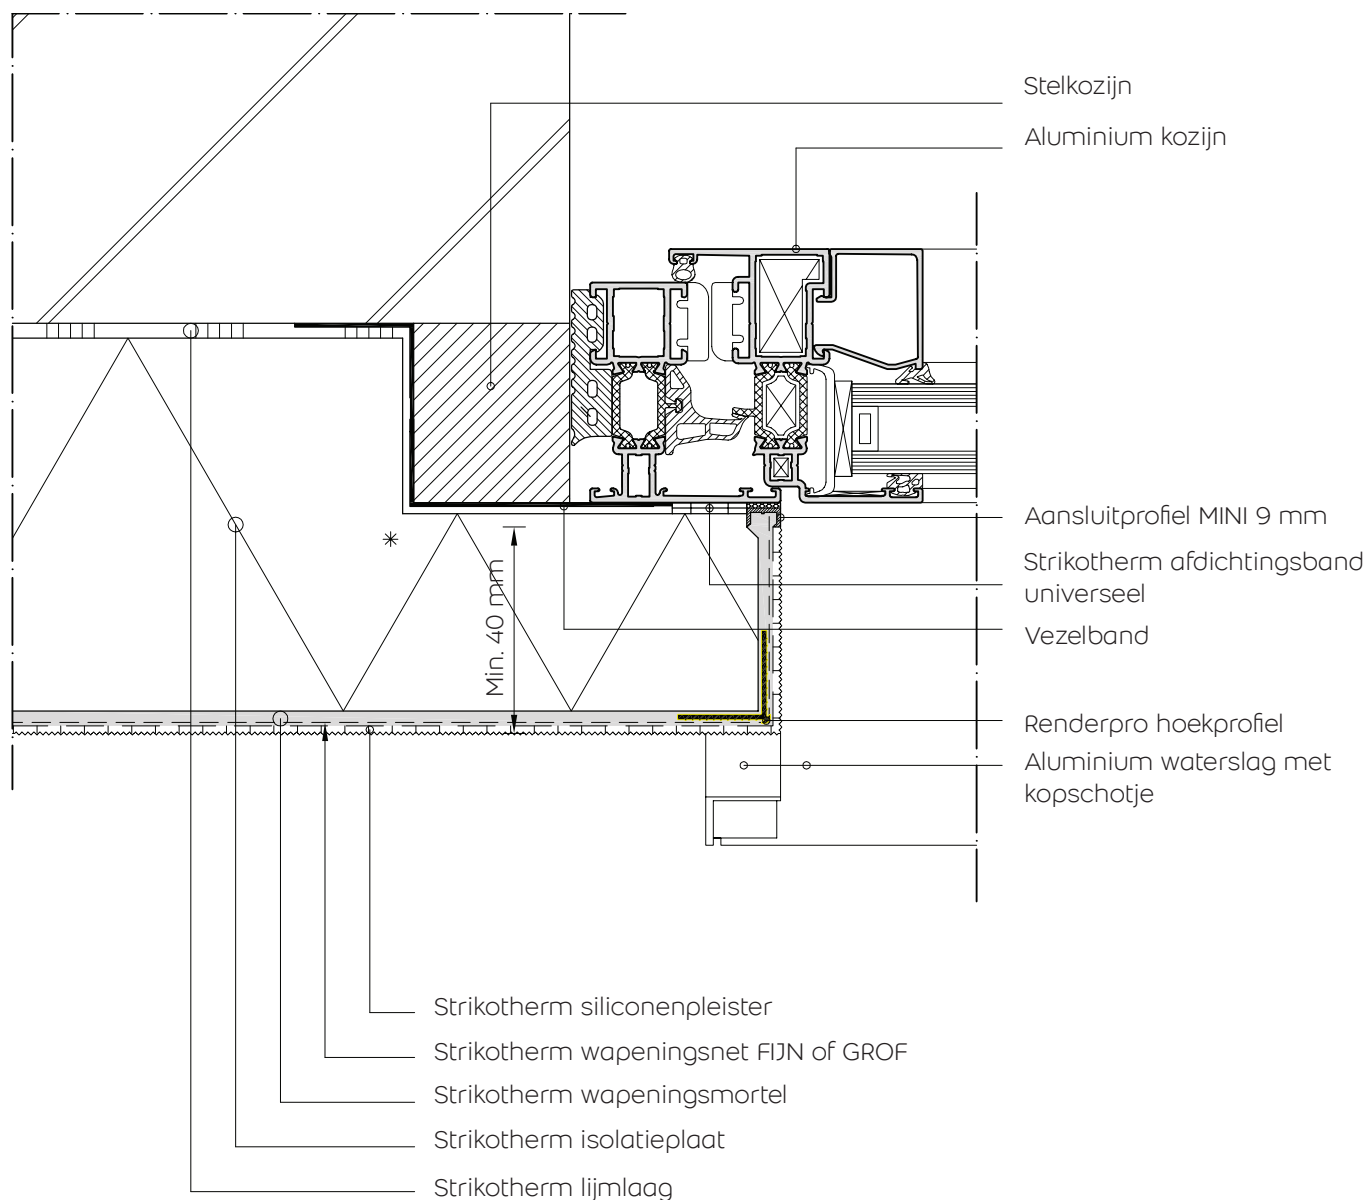 Stelkozijn
Aluminium kozijn
Aansluitprofiel MINI 9 mm
Strikotherm afdichtingsband
universeel
Vezelband
Min. 40 mm
Renderpro hoekprofiel
Aluminium waterslag met
kopschotje
Strikotherm siliconenpleister
Strikotherm wapeningsnet FIJN of GROF
Strikotherm wapeningsmortel
Strikotherm isolatieplaat
Strikotherm lijmlaag